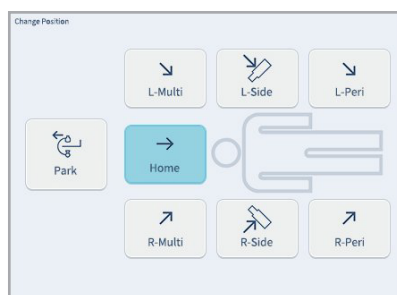 Change Position
L-Multi
L-Side
L-Peri
Park
Home
R-Multi
R-Side
R-Peri